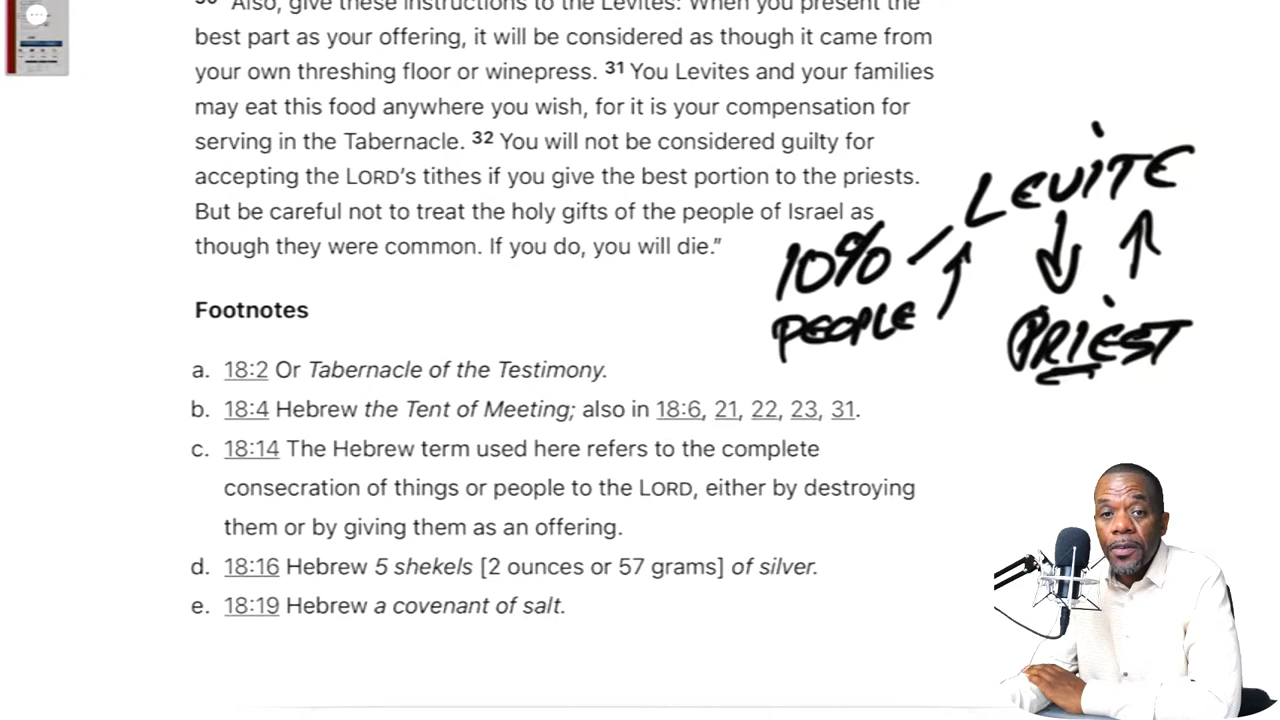 30 "Also, give these instructions to the Levites: When you present the
best part as your offering, it will be considered as though it came from
your own threshing floor or winepress. 31 You Levites and your families
may eat this food anywhere you wish, for it is your compensation for
serving in the Tabernacle. 32 You will not be considered guilty for
accepting the LORD's tithes if you give the best portion to the priests.
But be careful not to treat the holy gifts of the people of Israel as
though they were common. If you do, you will die."
LEVITE
10%
PEOPLE
PRIEST
Footnotes
a. 18:2 Or Tabernacle of the Testimony.
b. 18:4 Hebrew the Tent of Meeting; also in 18:6, 21, 22, 23, 31.
c. 18:14 The Hebrew term used here refers to the complete
consecration of things or people to the LORD, either by destroying
them or by giving them as an offering.
d. 18:16 Hebrew 5 shekels [2 ounces or 57 grams] of silver.
e. 18:19 Hebrew a covenant of salt.